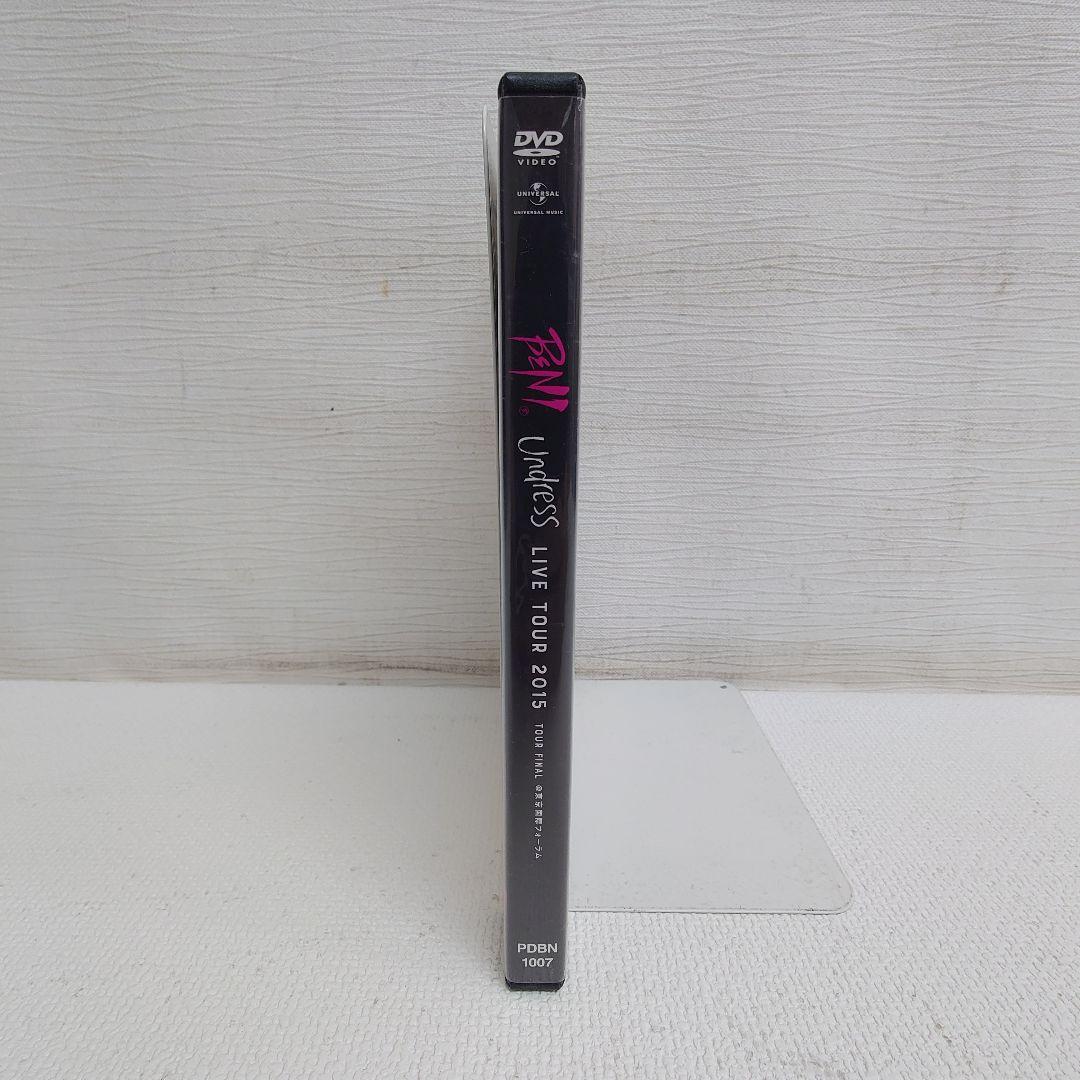 DVD
VIDEO
UNIVERSAL
UNIVERSAL MUSIC
BENI
Undress
LIVE TOUR 2015
TOUR FINAL @東京国際フォーラム
PDBN
1007